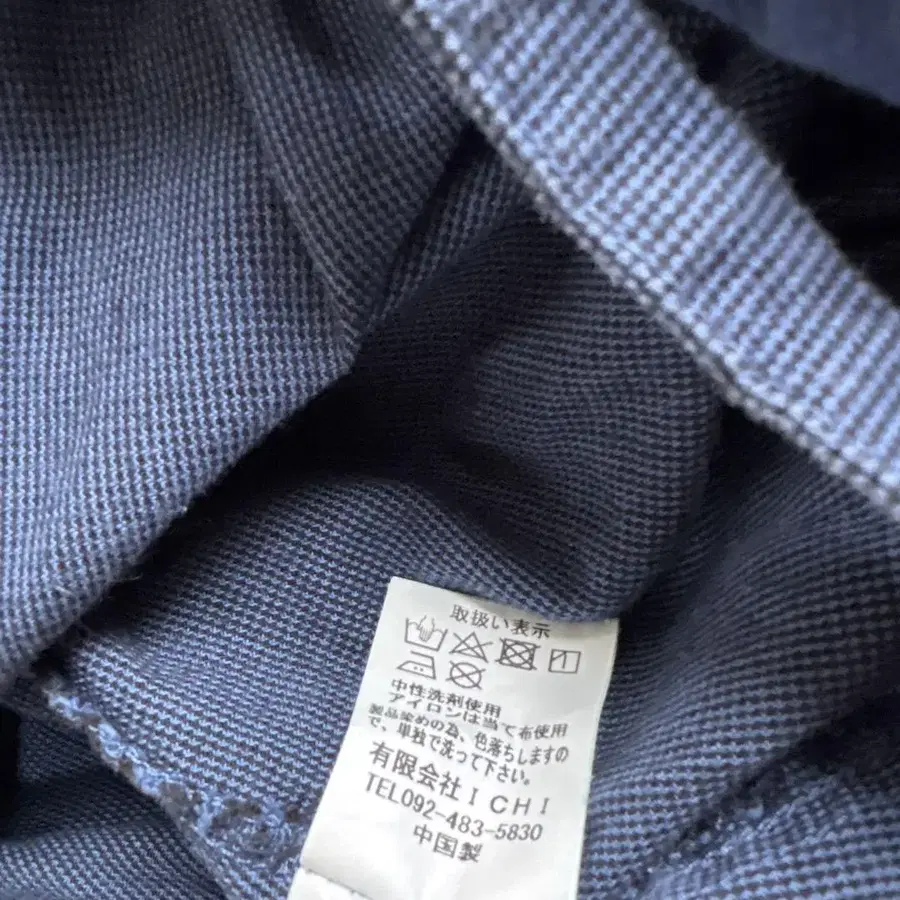 取扱い表示
中性洗剤使用
アイロンは当て布使用
製品染めの為、色落ちしますの
で、単独で洗って下さい。
有限会社ICHI
TEL092-483-5830
中国製